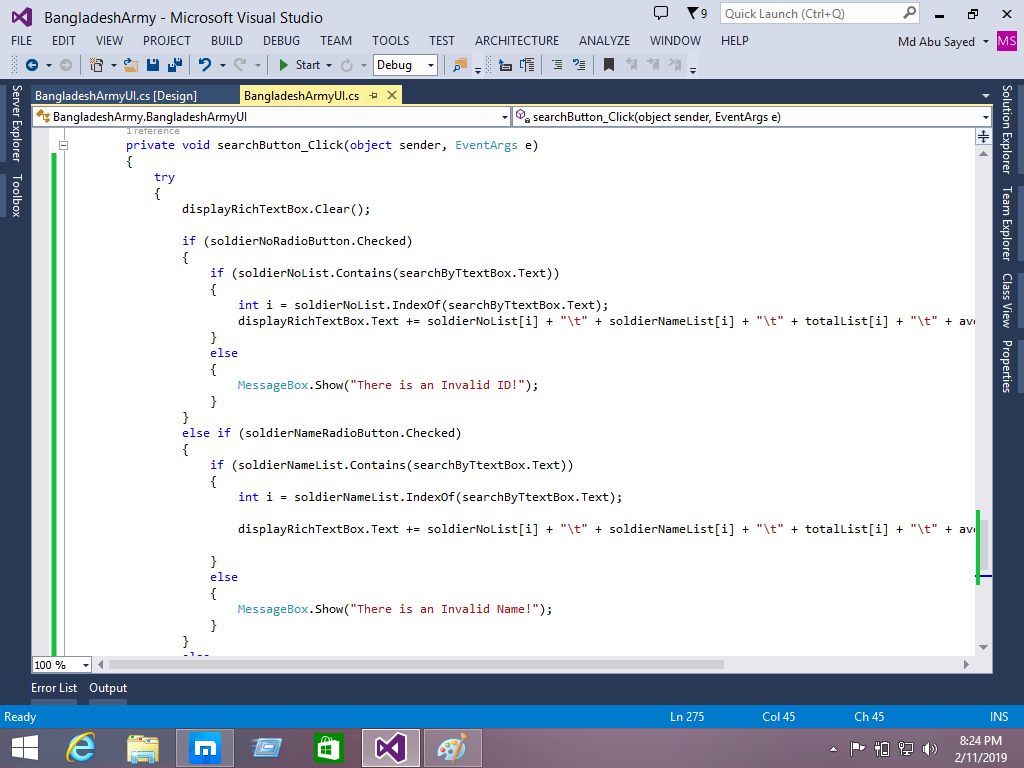 BangladeshArmy - Microsoft Visual Studio
9
Quick Launch (Ctrl+Q)
FILE EDIT VIEW PROJECT BUILD DEBUG TEAM TOOLS TEST ARCHITECTURE ANALYZE WINDOW HELP
Md Abu Sayed MS
Start Debug
Server Explorer
Toolbox
BangladeshArmyUI.cs [Design] BangladeshArmyUI.cs
BangladeshArmy.BangladeshArmyUI searchButton_Click(object sender, EventArgs e)
1 reference
private void searchButton_Click(object sender, EventArgs e)
{
try
{
displayRichTextBox.Clear();
if (soldierNoRadioButton.Checked)
{
if (soldierNoList.Contains(searchByTtextBox.Text))
{
int i = soldierNoList.IndexOf(searchByTtextBox.Text);
displayRichTextBox.Text += soldierNoList[i] + "\t" + soldierNameList[i] + "\t" + totalList[i] + "\t" + ave
}
else
{
MessageBox.Show("There is an Invalid ID!");
}
}
else if (soldierNameRadioButton.Checked)
{
if (soldierNameList.Contains(searchByTtextBox.Text))
{
int i = soldierNameList.IndexOf(searchByTtextBox.Text);
displayRichTextBox.Text += soldierNoList[i] + "\t" + soldierNameList[i] + "\t" + totalList[i] + "\t" + ave
}
else
{
MessageBox.Show("There is an Invalid Name!");
}
}
else
Solution Explorer
Team Explorer
Class View
Properties
100 %
Error List Output
Ready Ln 275 Col 45 Ch 45 INS
8:24 PM
2/11/2019